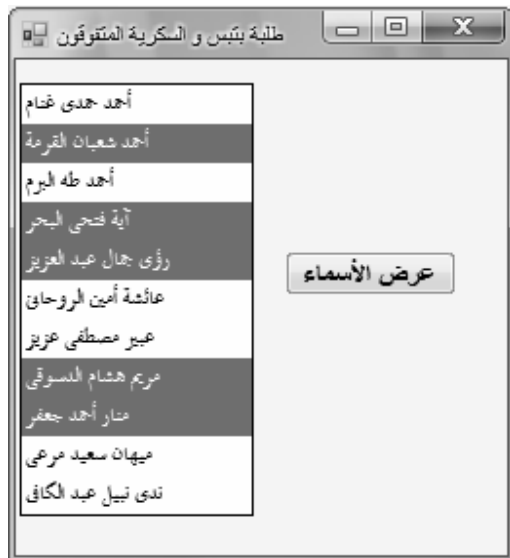 طلبة بتبس و السكرية المتفوقون
أحمد حمدى غنام
أحمد شعبان القرمة
أحمد طه البرم
آية فتحى البحر
رؤى جمال عبد العزيز
عرض الأسماء
عائشة أمين الروحانى
عبير مصطفى عزيز
مريم هشام الدسوقى
منار أحمد جعفر
ميهان سعيد مرعى
ندى نبيل عبد الكافى